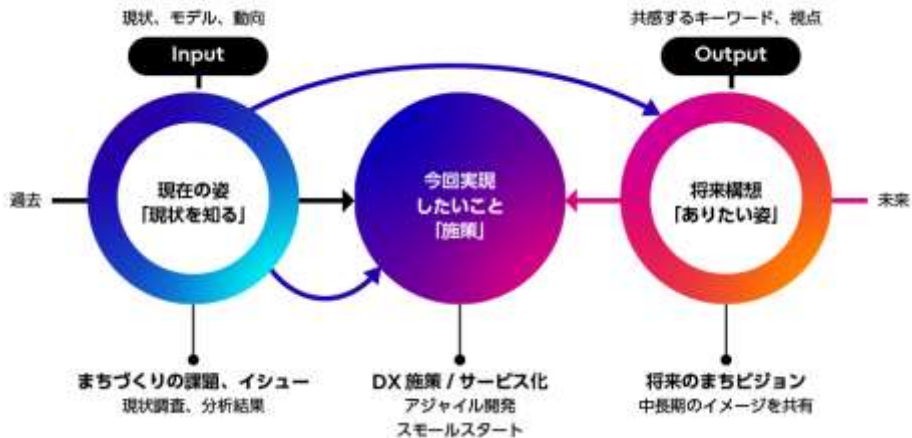 現状、モデル、動向
Input
共感するキーワード、視点
Output
過去
現在の姿
「現状を知る」
今回実現
したいこと
「施策」
将来構想
「ありたい姿」
未来
まちづくりの課題、イシュー
現状調査、分析結果
DX 施策 / サービス化
アジャイル開発
スモールスタート
将来のまちビジョン
中長期のイメージを共有